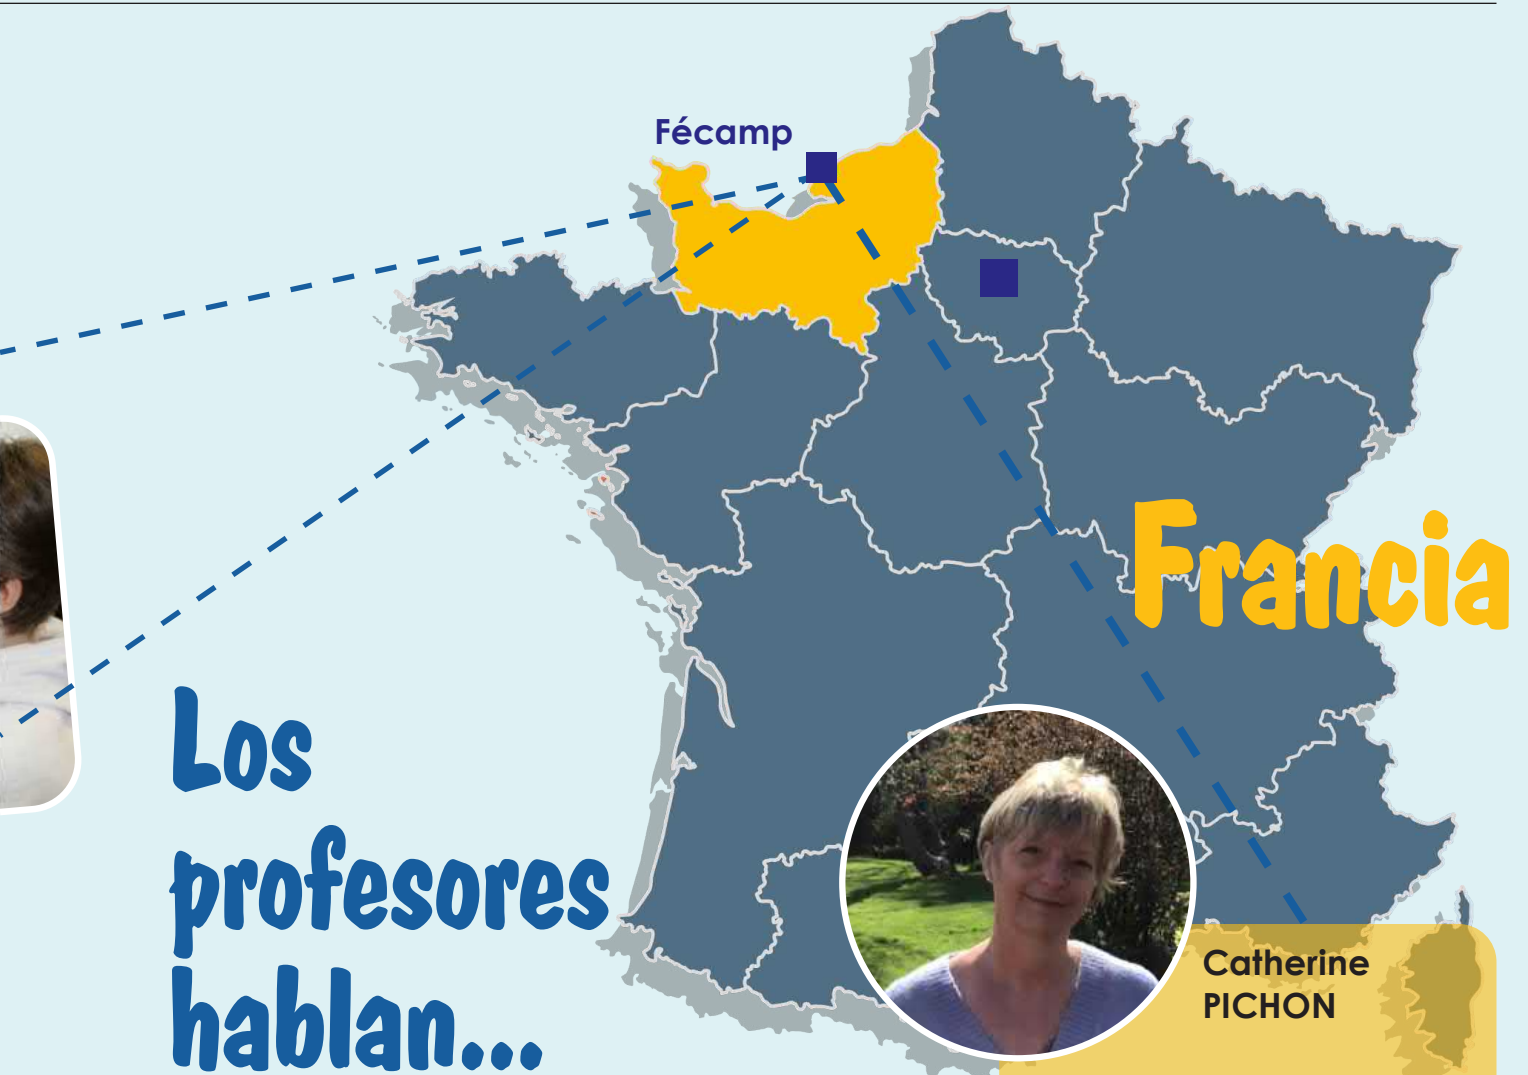 Fécamp
Francia
Los
profesores
hablan...
Catherine
PICHON